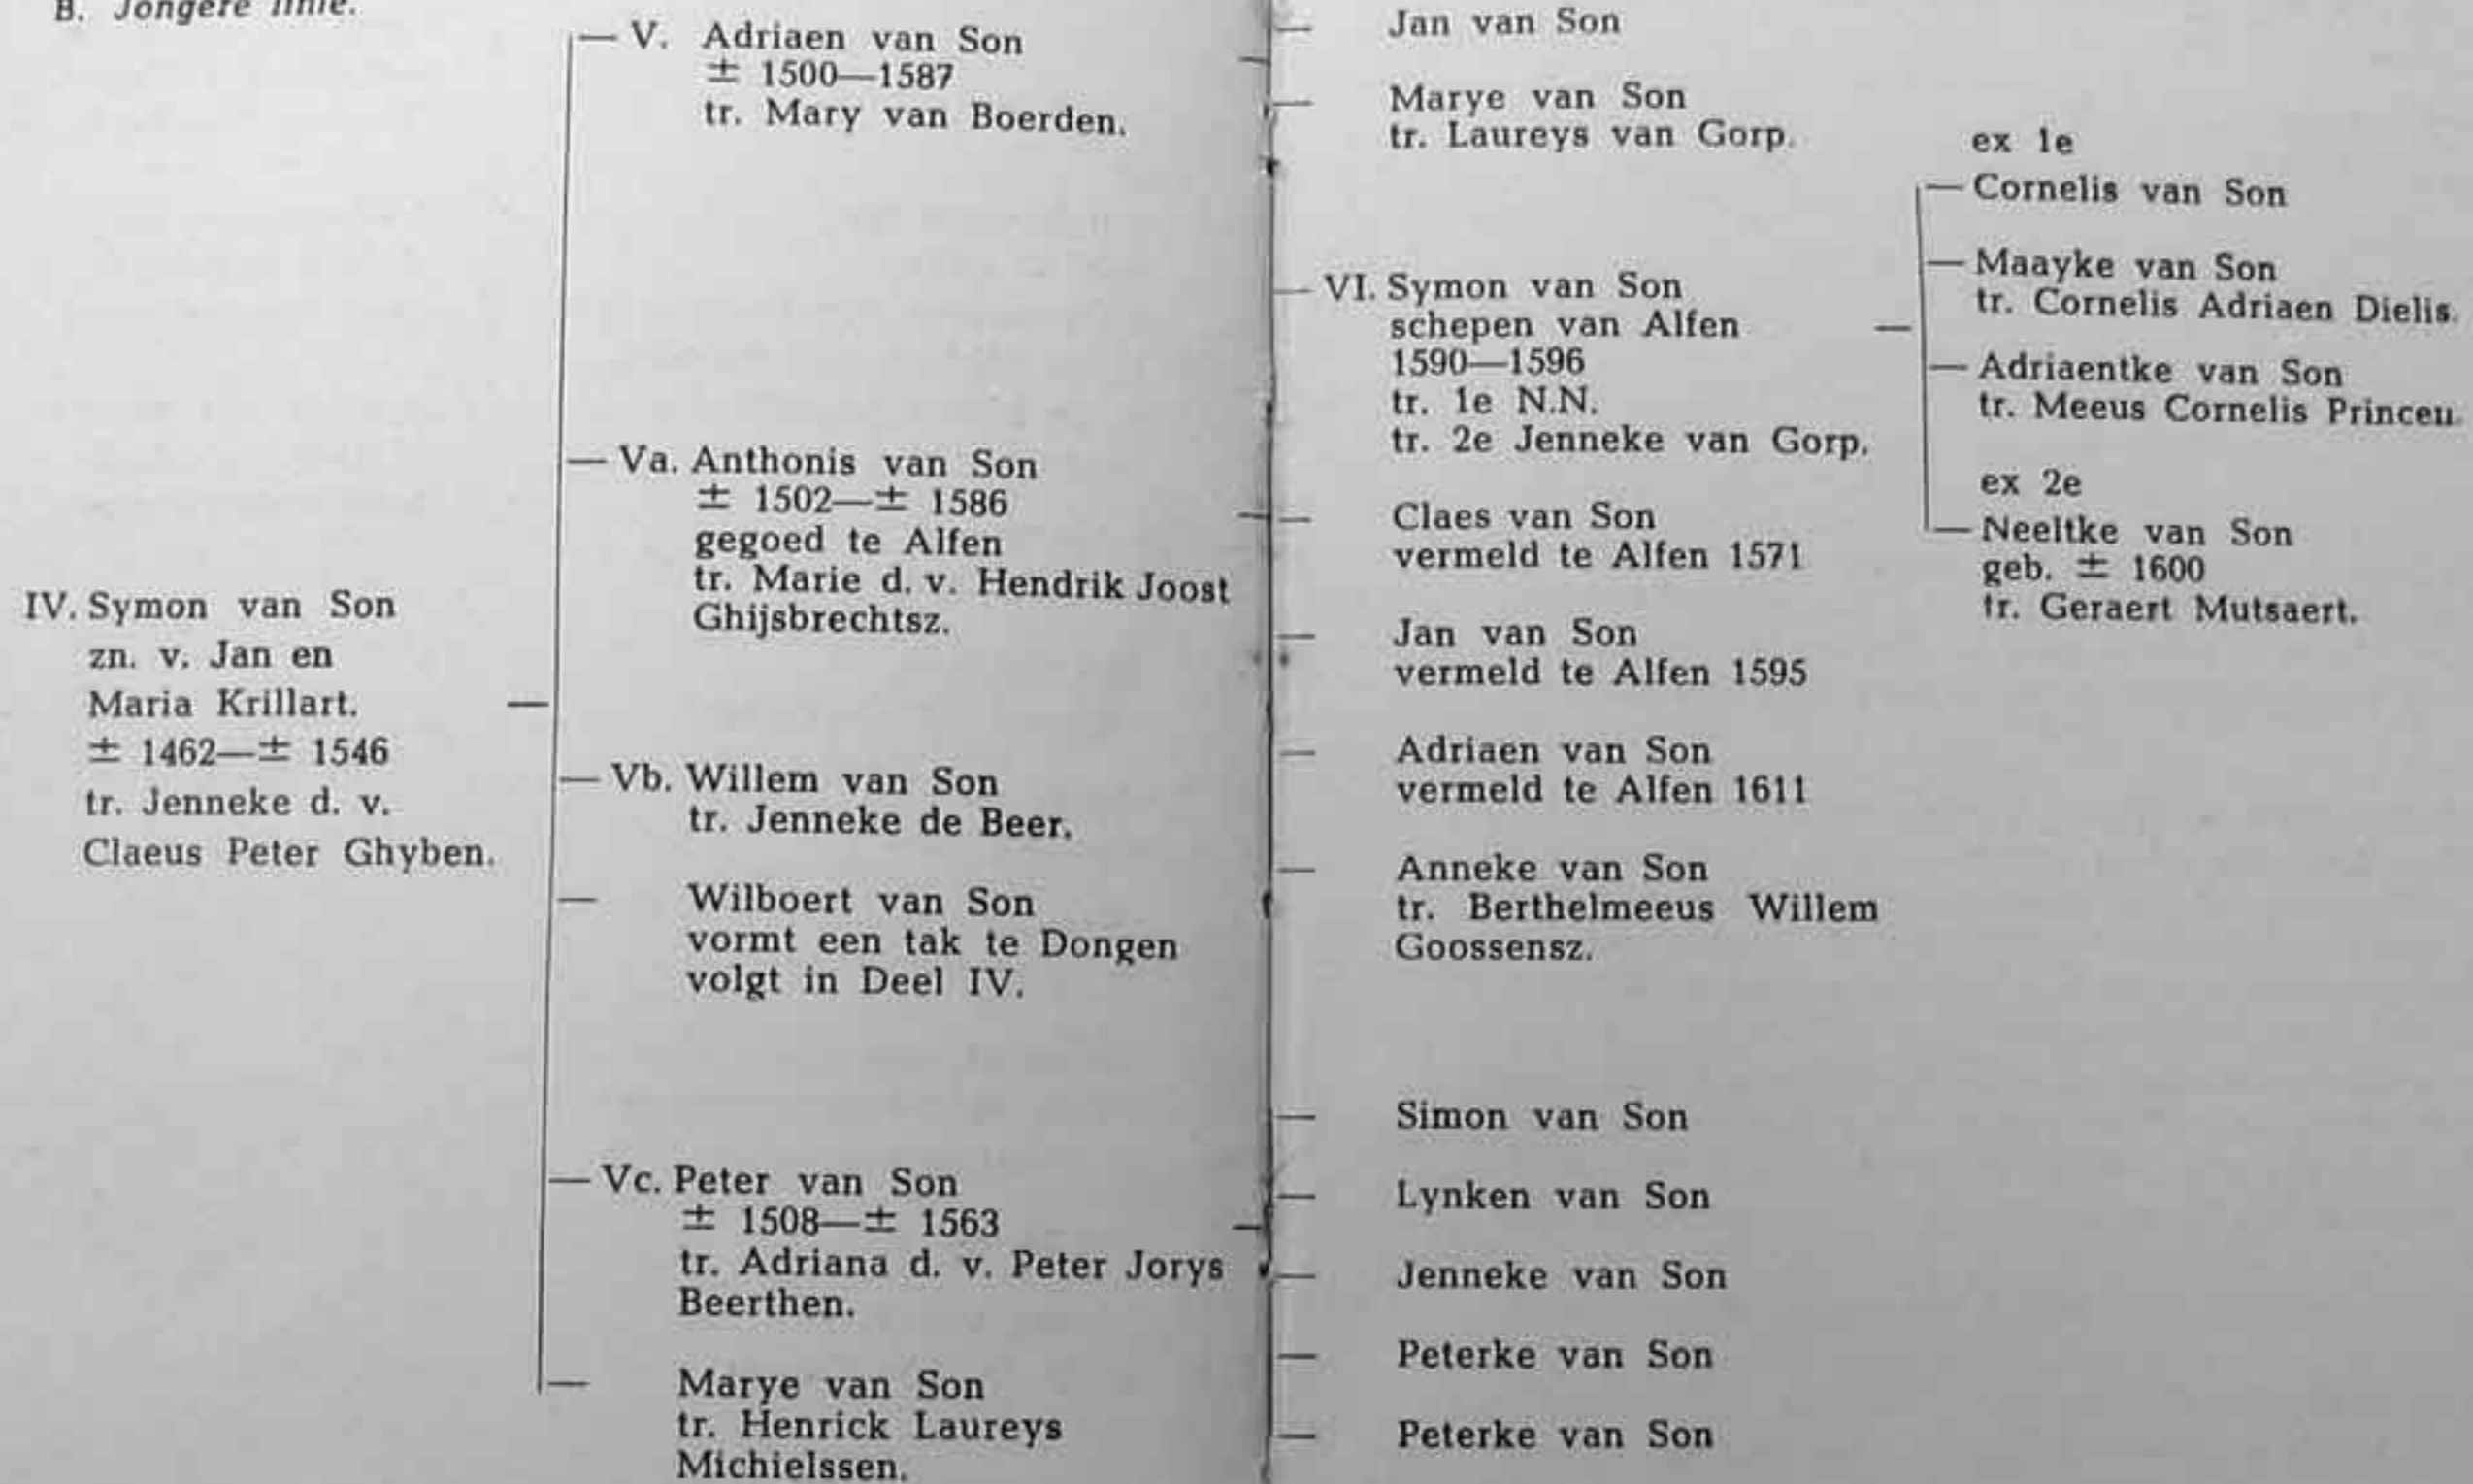 B. Jongere linie.
IV. Symon van Son
zn. v. Jan en
Maria Krillart.
± 1462—± 1546
tr. Jenneke d. v.
Claeus Peter Ghyben.
V. Adriaen van Son
± 1500—1587
tr. Mary van Boerden.
Va. Anthonis van Son
± 1502—± 1586
gegoed te Alfen
tr. Marie d. v. Hendrik Joost
Ghijsbrechtsz.
Vb. Willem van Son
tr. Jenneke de Beer.
Wilboert van Son
vormt een tak te Dongen
volgt in Deel IV.
Vc. Peter van Son
± 1508—± 1563
tr. Adriana d. v. Peter Jorys
Beerthen.
Marye van Son
tr. Henrick Laureys
Michielssen.
Jan van Son
Marye van Son
tr. Laureys van Gorp.
VI. Symon van Son
schepen van Alfen
1590—1596
tr. 1e N.N.
tr. 2e Jenneke van Gorp.
Claes van Son
vermeld te Alfen 1571
Jan van Son
vermeld te Alfen 1595
Adriaen van Son
vermeld te Alfen 1611
Anneke van Son
tr. Berthelmeeus Willem
Goossensz.
Simon van Son
Lynken van Son
Jenneke van Son
Peterke van Son
Peterke van Son
ex 1e
Cornelis van Son
Maayke van Son
tr. Cornelis Adriaen Dielis.
Adriaentke van Son
tr. Meeus Cornelis Princen.
ex 2e
Neeltke van Son
geb. ± 1600
tr. Geraert Mutsaert.